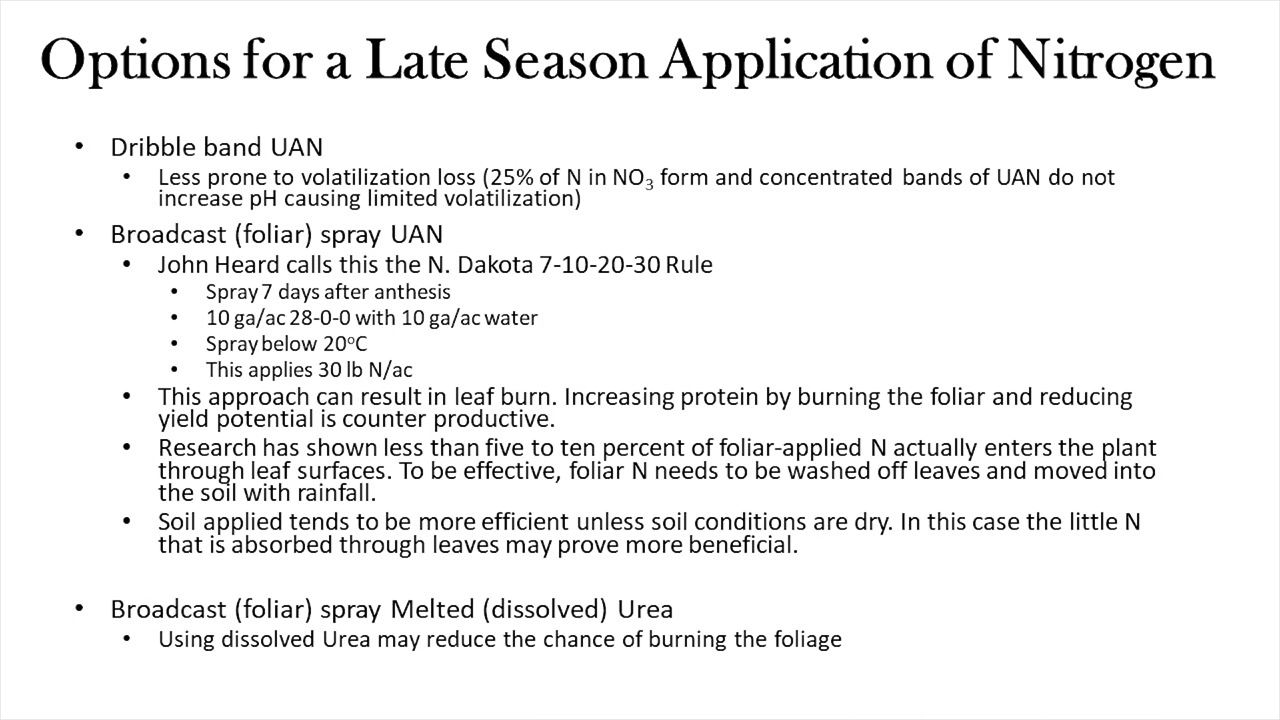 Options for a Late Season Application of Nitrogen
• Dribble band UAN
• Less prone to volatilization loss (25% of N in NO₃ form and concentrated bands of UAN do not
increase pH causing limited volatilization)
• Broadcast (foliar) spray UAN
• John Heard calls this the N. Dakota 7-10-20-30 Rule
• Spray 7 days after anthesis
• 10 ga/ac 28-0-0 with 10 ga/ac water
• Spray below 20°C
• This applies 30 lb N/ac
• This approach can result in leaf burn. Increasing protein by burning the foliar and reducing
yield potential is counter productive.
• Research has shown less than five to ten percent of foliar-applied N actually enters the plant
through leaf surfaces. To be effective, foliar N needs to be washed off leaves and moved into
the soil with rainfall.
• Soil applied tends to be more efficient unless soil conditions are dry. In this case the little N
that is absorbed through leaves may prove more beneficial.
• Broadcast (foliar) spray Melted (dissolved) Urea
• Using dissolved Urea may reduce the chance of burning the foliage